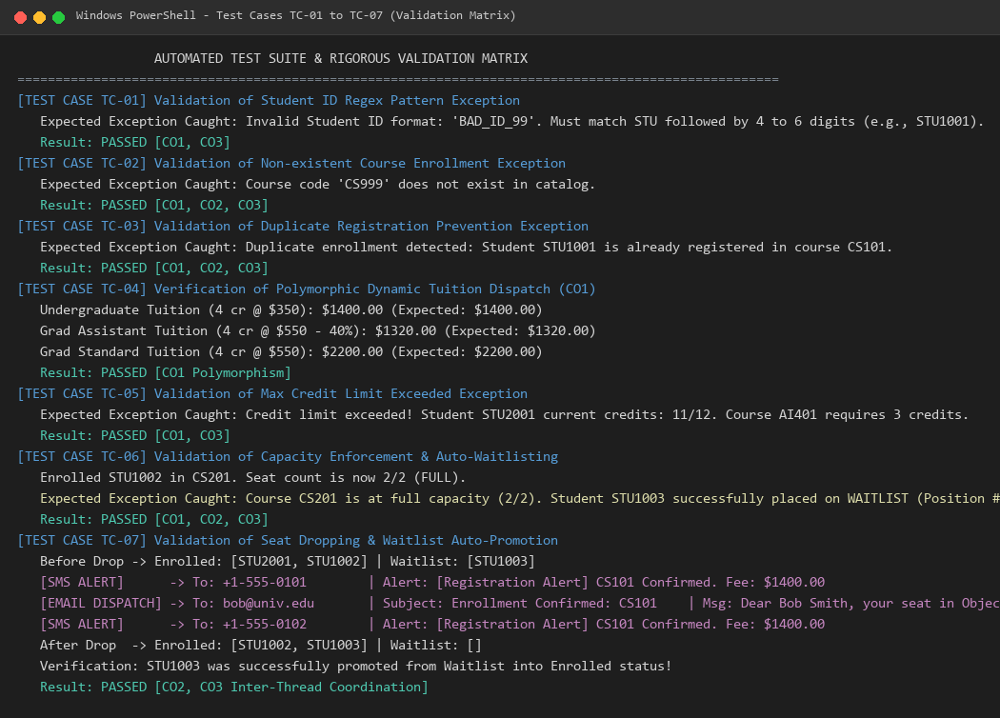 Windows PowerShell - Test Cases TC-01 to TC-07 (Validation Matrix)
AUTOMATED TEST SUITE & RIGOROUS VALIDATION MATRIX
====================================================================================================
[TEST CASE TC-01] Validation of Student ID Regex Pattern Exception
Expected Exception Caught: Invalid Student ID format: 'BAD_ID_99'. Must match STU followed by 4 to 6 digits (e.g., STU1001).
Result: PASSED [CO1, CO3]
[TEST CASE TC-02] Validation of Non-existent Course Enrollment Exception
Expected Exception Caught: Course code 'CS999' does not exist in catalog.
Result: PASSED [CO1, CO2, CO3]
[TEST CASE TC-03] Validation of Duplicate Registration Prevention Exception
Expected Exception Caught: Duplicate enrollment detected: Student STU1001 is already registered in course CS101.
Result: PASSED [CO1, CO2, CO3]
[TEST CASE TC-04] Verification of Polymorphic Dynamic Tuition Dispatch (CO1)
Undergraduate Tuition (4 cr @ $350): $1400.00 (Expected: $1400.00)
Grad Assistant Tuition (4 cr @ $550 - 40%): $1320.00 (Expected: $1320.00)
Grad Standard Tuition (4 cr @ $550): $2200.00 (Expected: $2200.00)
Result: PASSED [CO1 Polymorphism]
[TEST CASE TC-05] Validation of Max Credit Limit Exceeded Exception
Expected Exception Caught: Credit limit exceeded! Student STU2001 current credits: 11/12. Course AI401 requires 3 credits.
Result: PASSED [CO1, CO3]
[TEST CASE TC-06] Validation of Capacity Enforcement & Auto-Waitlisting
Enrolled STU1002 in CS201. Seat count is now 2/2 (FULL).
Expected Exception Caught: Course CS201 is at full capacity (2/2). Student STU1003 successfully placed on WAITLIST (Position #
Result: PASSED [CO1, CO2, CO3]
[TEST CASE TC-07] Validation of Seat Dropping & Waitlist Auto-Promotion
Before Drop -> Enrolled: [STU2001, STU1002] | Waitlist: [STU1003]
[SMS ALERT]      -> To: +1-555-0101        | Alert: [Registration Alert] CS101 Confirmed. Fee: $1400.00
[EMAIL DISPATCH] -> To: bob@univ.edu       | Subject: Enrollment Confirmed: CS101    | Msg: Dear Bob Smith, your seat in Objec
[SMS ALERT]      -> To: +1-555-0102        | Alert: [Registration Alert] CS101 Confirmed. Fee: $1400.00
After Drop  -> Enrolled: [STU1002, STU1003] | Waitlist: []
Verification: STU1003 was successfully promoted from Waitlist into Enrolled status!
Result: PASSED [CO2, CO3 Inter-Thread Coordination]